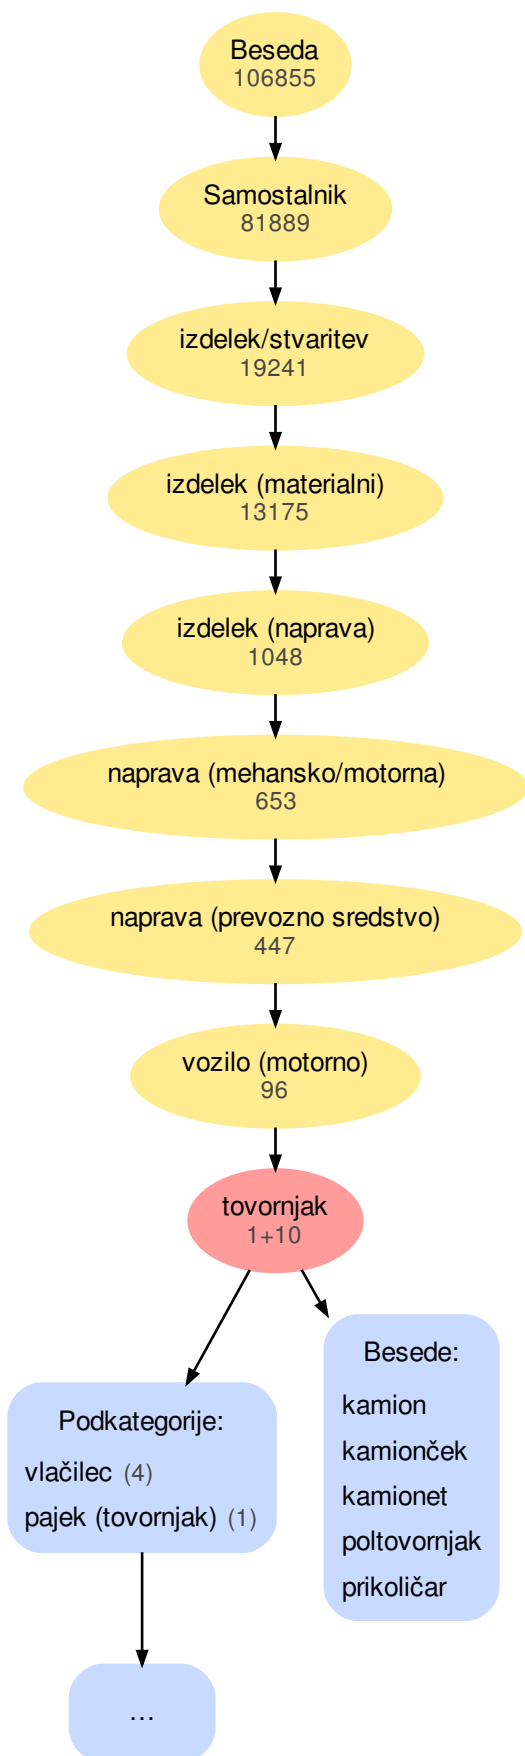 Beseda
106855
Samostalnik
81889
izdelek/stvaritev
19241
izdelek (materialni)
13175
izdelek (naprava)
1048
naprava (mehansko/motorna)
653
naprava (prevozno sredstvo)
447
vozilo (motorno)
96
tovornjak
1+10
Podkategorije:
vlačilec (4)
pajek (tovornjak) (1)
…
Besede:
kamion
kamionček
kamionet
poltovornjak
prikoličar